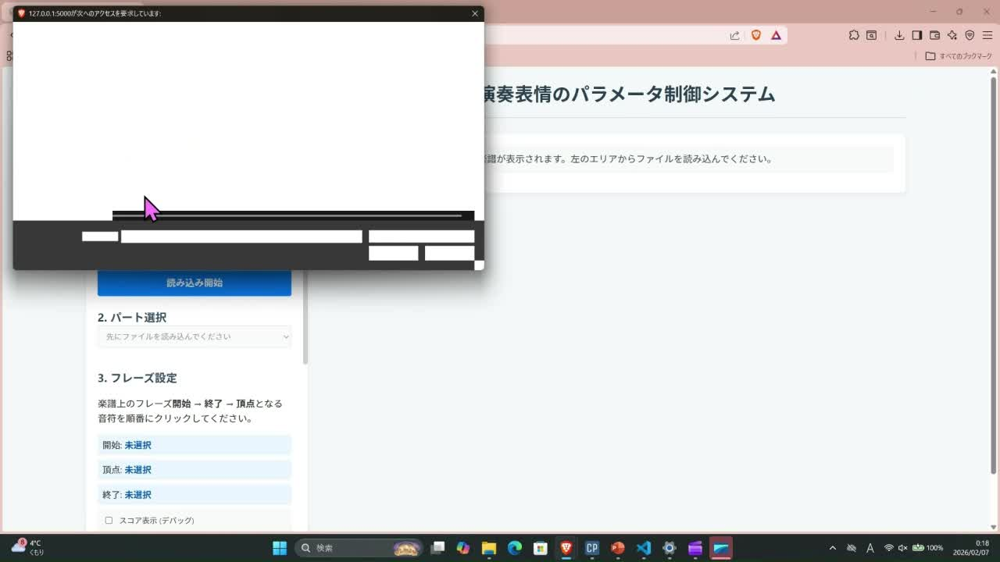 127.0.0.1:5000が次へのアクセスを要求しています:
すべてのブックマーク
演奏表情のパラメータ制御システム
譜が表示されます。左のエリアからファイルを読み込んでください。
読み込み開始
2. パート選択
先にファイルを読み込んでください
3. フレーズ設定
楽譜上のフレーズ開始 → 終了 → 頂点となる
音符を順番にクリックしてください。
開始: 未選択
頂点: 未選択
終了: 未選択
スコア表示 (デバッグ)
8
4°C
くもり
検索
CP
A
100%
0:18
2026/02/07